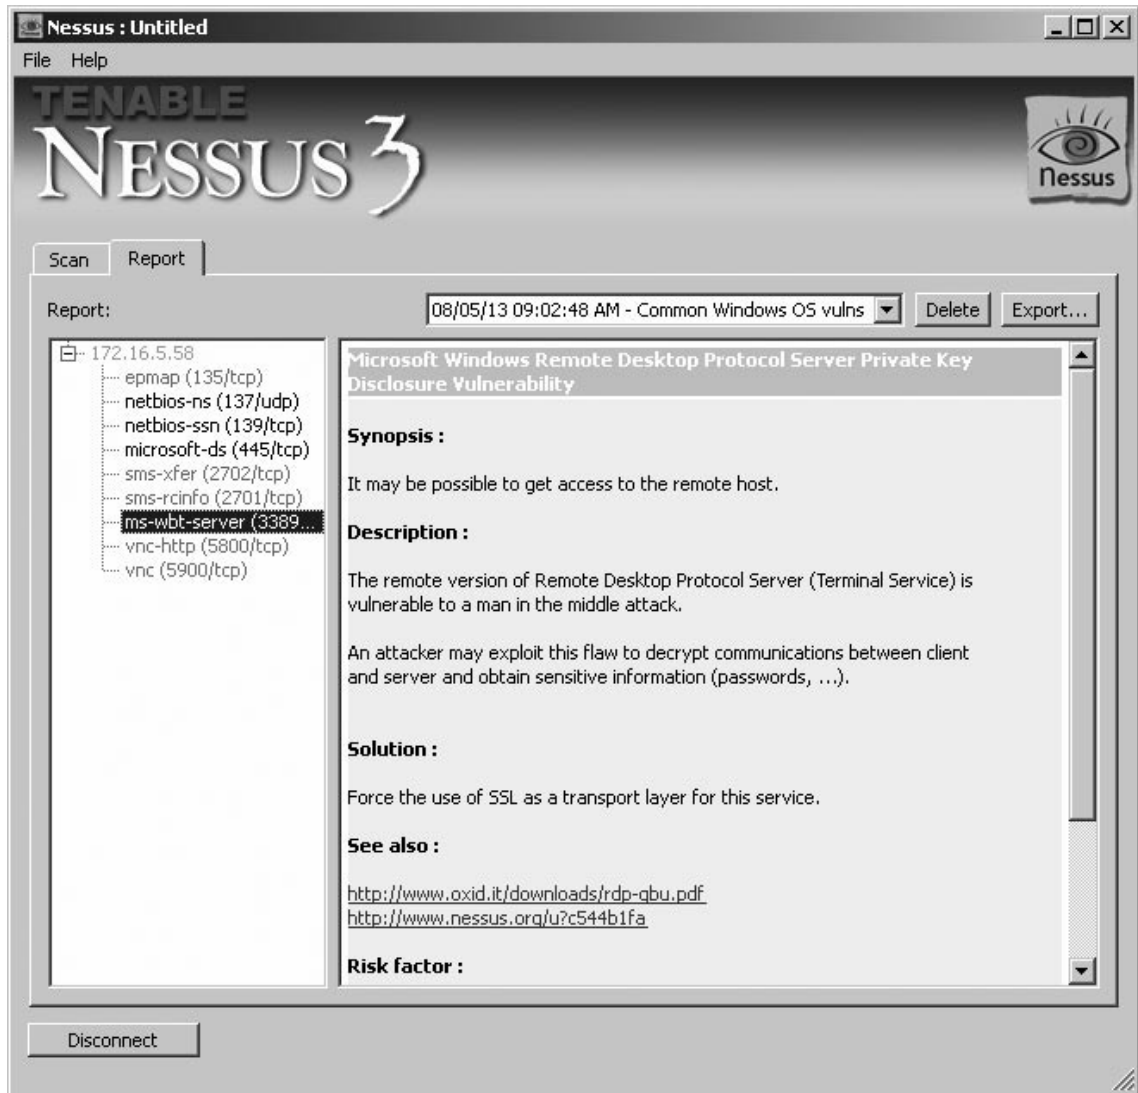 Nessus : Untitled
File Help
TENABLE
NESSUS 3
Nessus
Scan
Report
Report:
08/05/13 09:02:48 AM - Common Windows OS vulns
Delete
Export...
172.16.5.58
epmap (135/tcp)
netbios-ns (137/udp)
netbios-ssn (139/tcp)
microsoft-ds (445/tcp)
sms-xfer (2702/tcp)
sms-rcinfo (2701/tcp)
ms-wbt-server (3389...
vnc-http (5800/tcp)
vnc (5900/tcp)
Microsoft Windows Remote Desktop Protocol Server Private Key
Disclosure Vulnerability
Synopsis :
It may be possible to get access to the remote host.
Description :
The remote version of Remote Desktop Protocol Server (Terminal Service) is
vulnerable to a man in the middle attack.
An attacker may exploit this flaw to decrypt communications between client
and server and obtain sensitive information (passwords, ...).
Solution :
Force the use of SSL as a transport layer for this service.
See also :
http://www.oxid.it/downloads/rdp-gbu.pdf
http://www.nessus.org/u?c544b1fa
Risk factor :
Disconnect